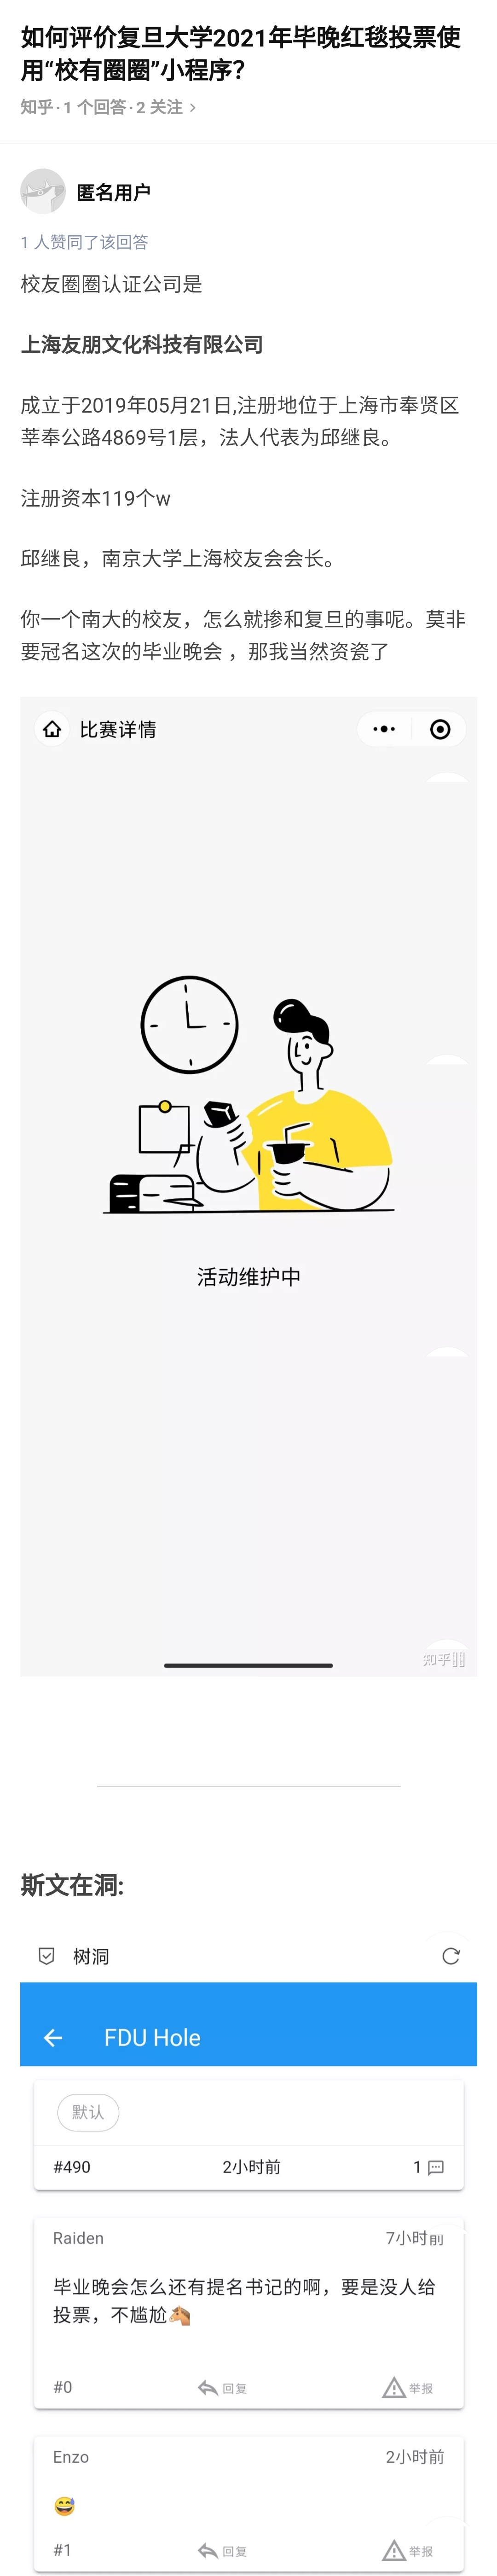 如何评价复旦大学2021年毕晚红毯投票使
用“校有圈圈”小程序？
知乎·1 个回答·2 关注 >
匿名用户
1 人赞同了该回答
校友圈圈认证公司是
上海友朋文化科技有限公司
成立于2019年05月21日,注册地位于上海市奉贤区
莘奉公路4869号1层，法人代表为邱继良。
注册资本119个w
邱继良，南京大学上海校友会会长。
你一个南大的校友，怎么就掺和复旦的事呢。莫非
要冠名这次的毕业晚会 ，那我当然资瓷了
比赛详情
活动维护中
知乎
斯文在洞:
树洞
FDU Hole
默认
#490 2小时前 1
Raiden 7小时前
毕业晚会怎么还有提名书记的啊，要是没人给
投票，不尴尬🐴
#0 回复 举报
Enzo 2小时前
😅
#1 回复 举报